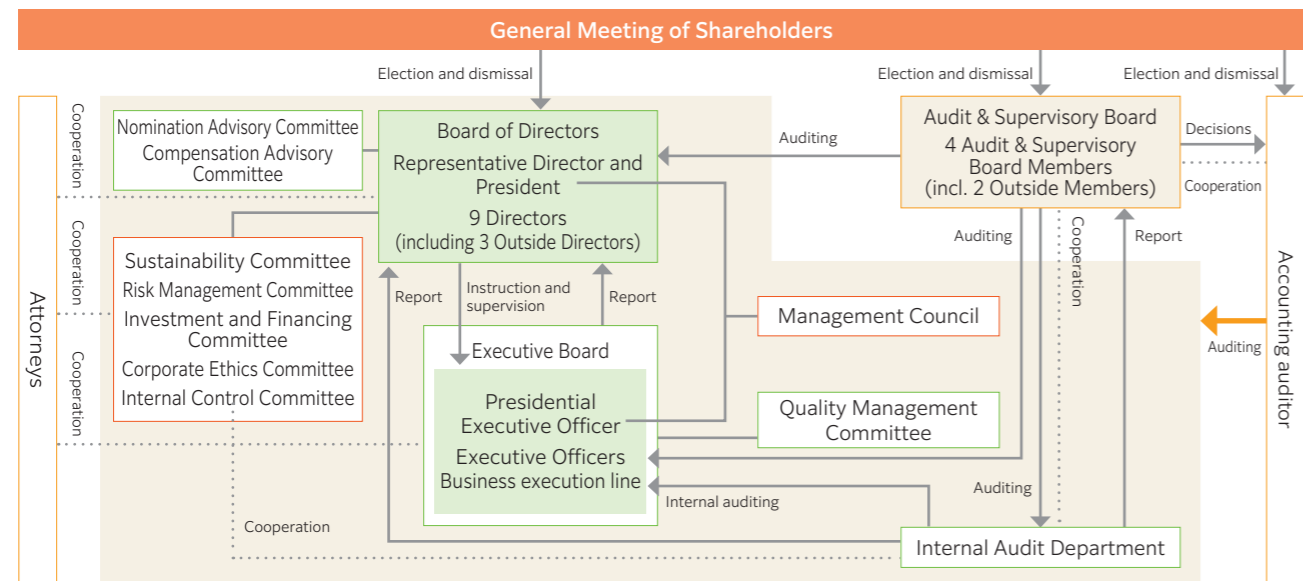 General Meeting of Shareholders
Election and dismissal
Election and dismissal
Election and dismissal
Attorneys
Cooperation
Cooperation
Cooperation
Nomination Advisory Committee
Compensation Advisory
Committee
Board of Directors
Representative Director and
President
9 Directors
(including 3 Outside Directors)
Auditing
Audit & Supervisory Board
4 Audit & Supervisory
Board Members
(incl. 2 Outside Members)
Decisions
Cooperation
Accounting auditor
Sustainability Committee
Risk Management Committee
Investment and Financing
Committee
Corporate Ethics Committee
Internal Control Committee
Report
Instruction and
supervision
Report
Auditing
Cooperation
Report
Executive Board
Presidential
Executive Officer
Executive Officers
Business execution line
Management Council
Quality Management
Committee
Auditing
Internal auditing
Auditing
Cooperation
Internal Audit Department